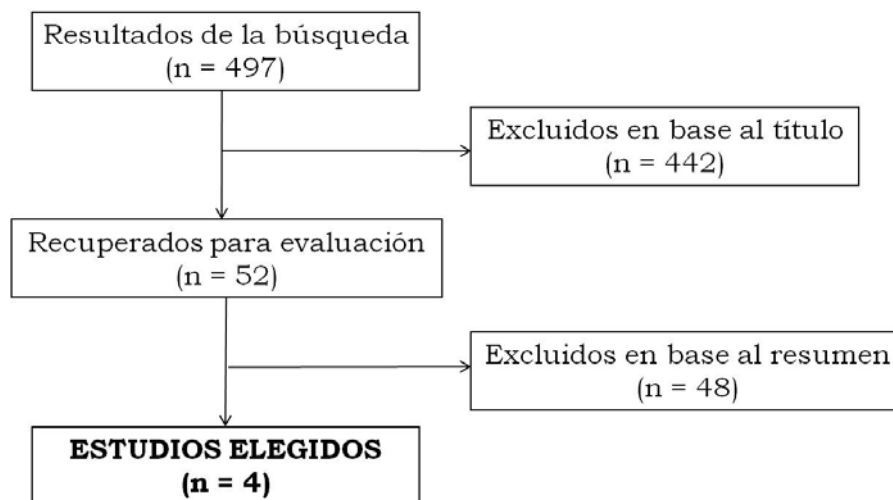 Resultados de la búsqueda
(n = 497)
Excluidos en base al título
(n = 442)
Recuperados para evaluación
(n = 52)
Excluidos en base al resumen
(n = 48)
ESTUDIOS ELEGIDOS
(n = 4)